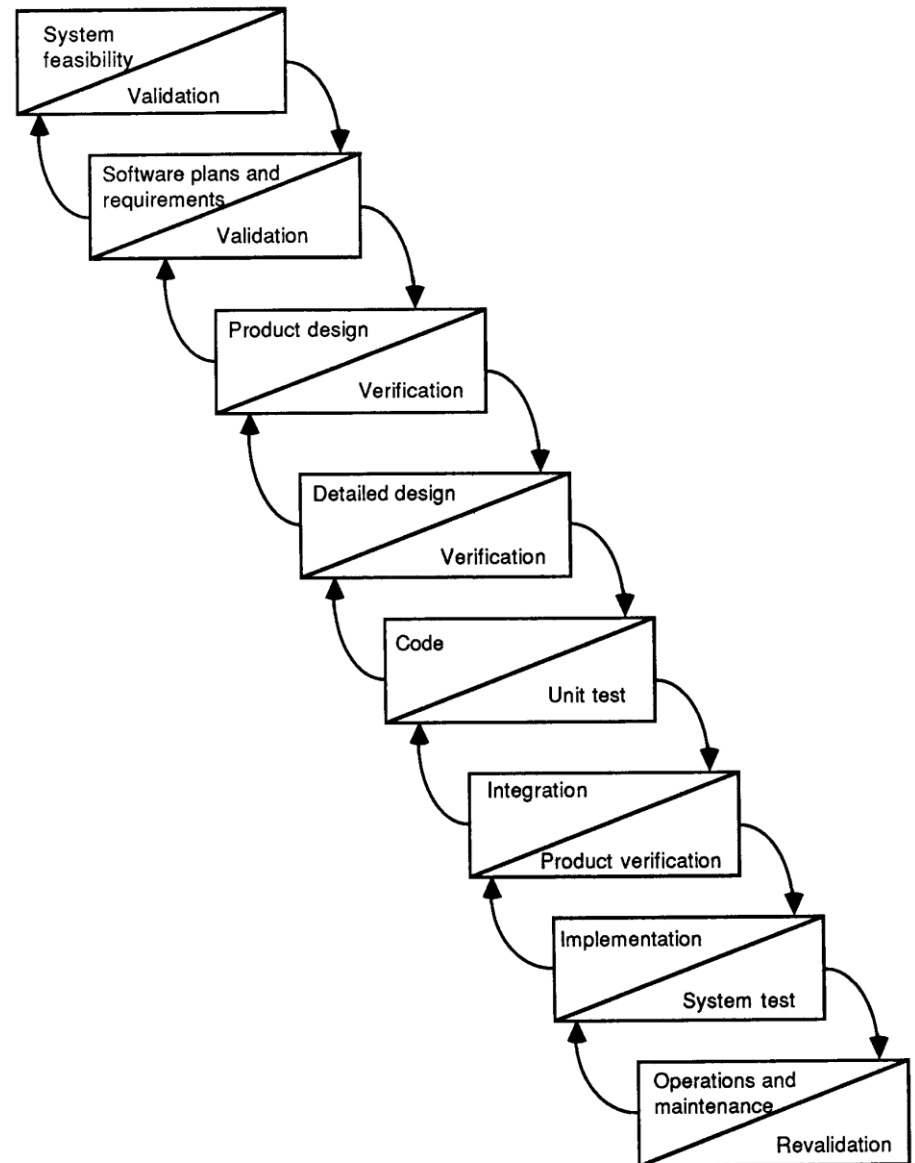 System
feasibility
Validation
Software plans and
requirements
Validation
Product design
Verification
Detailed design
Verification
Code
Unit test
Integration
Product verification
Implementation
System test
Operations and
maintenance
Revalidation